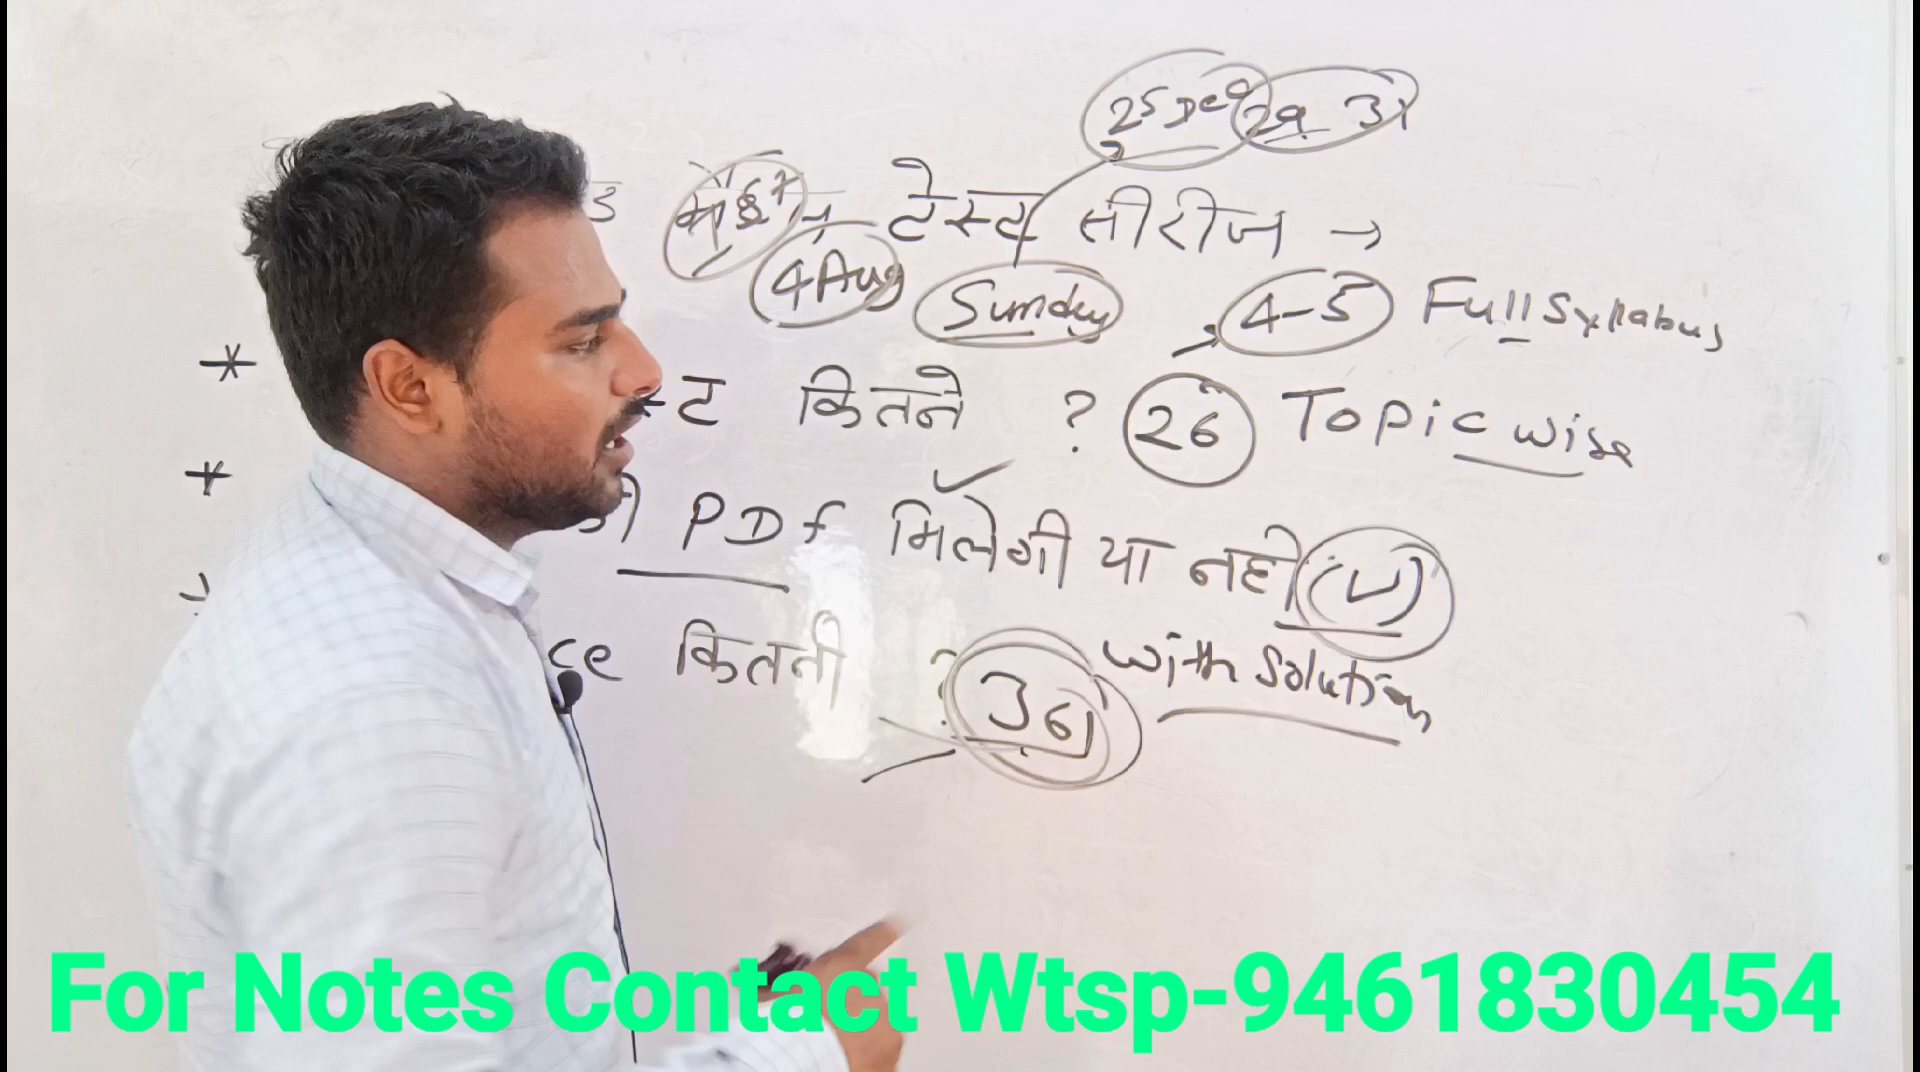 25 Dec 29 31
टेस्ट सीरीज →
4 Aug Sunday 4-5 Full Syllabus
* ट कितने ? 26 Topic wise
* की PDF मिलेगी या नही (✓)
ce कितनी ? 36 with Solution
For Notes Contact Wtsp-9461830454